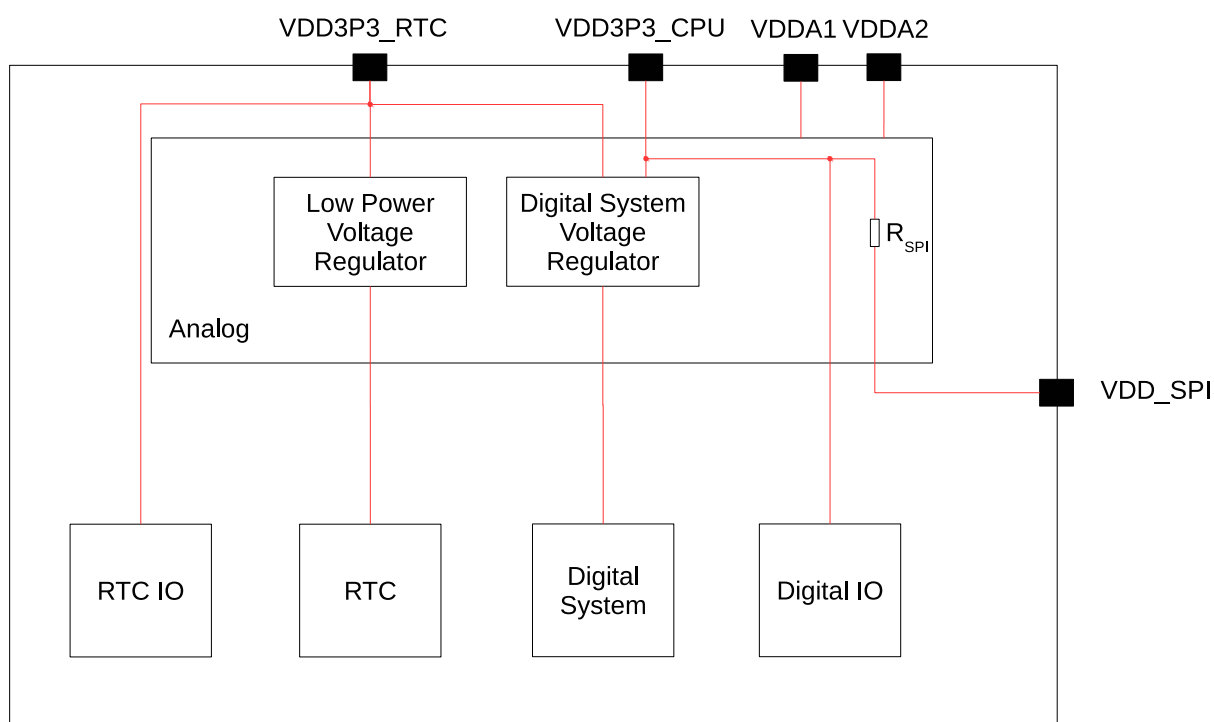 VDD3P3_RTC
VDD3P3_CPU
VDDA1
VDDA2
Low Power
Voltage
Regulator
Digital System
Voltage
Regulator
RSPI
Analog
VDD_SPI
RTC IO
RTC
Digital
System
Digital IO